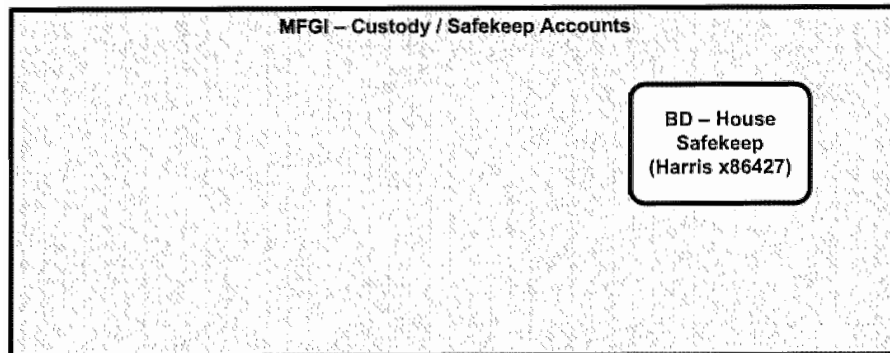 MFGI – Custody / Safekeep Accounts
BD – House
Safekeep
(Harris x86427)